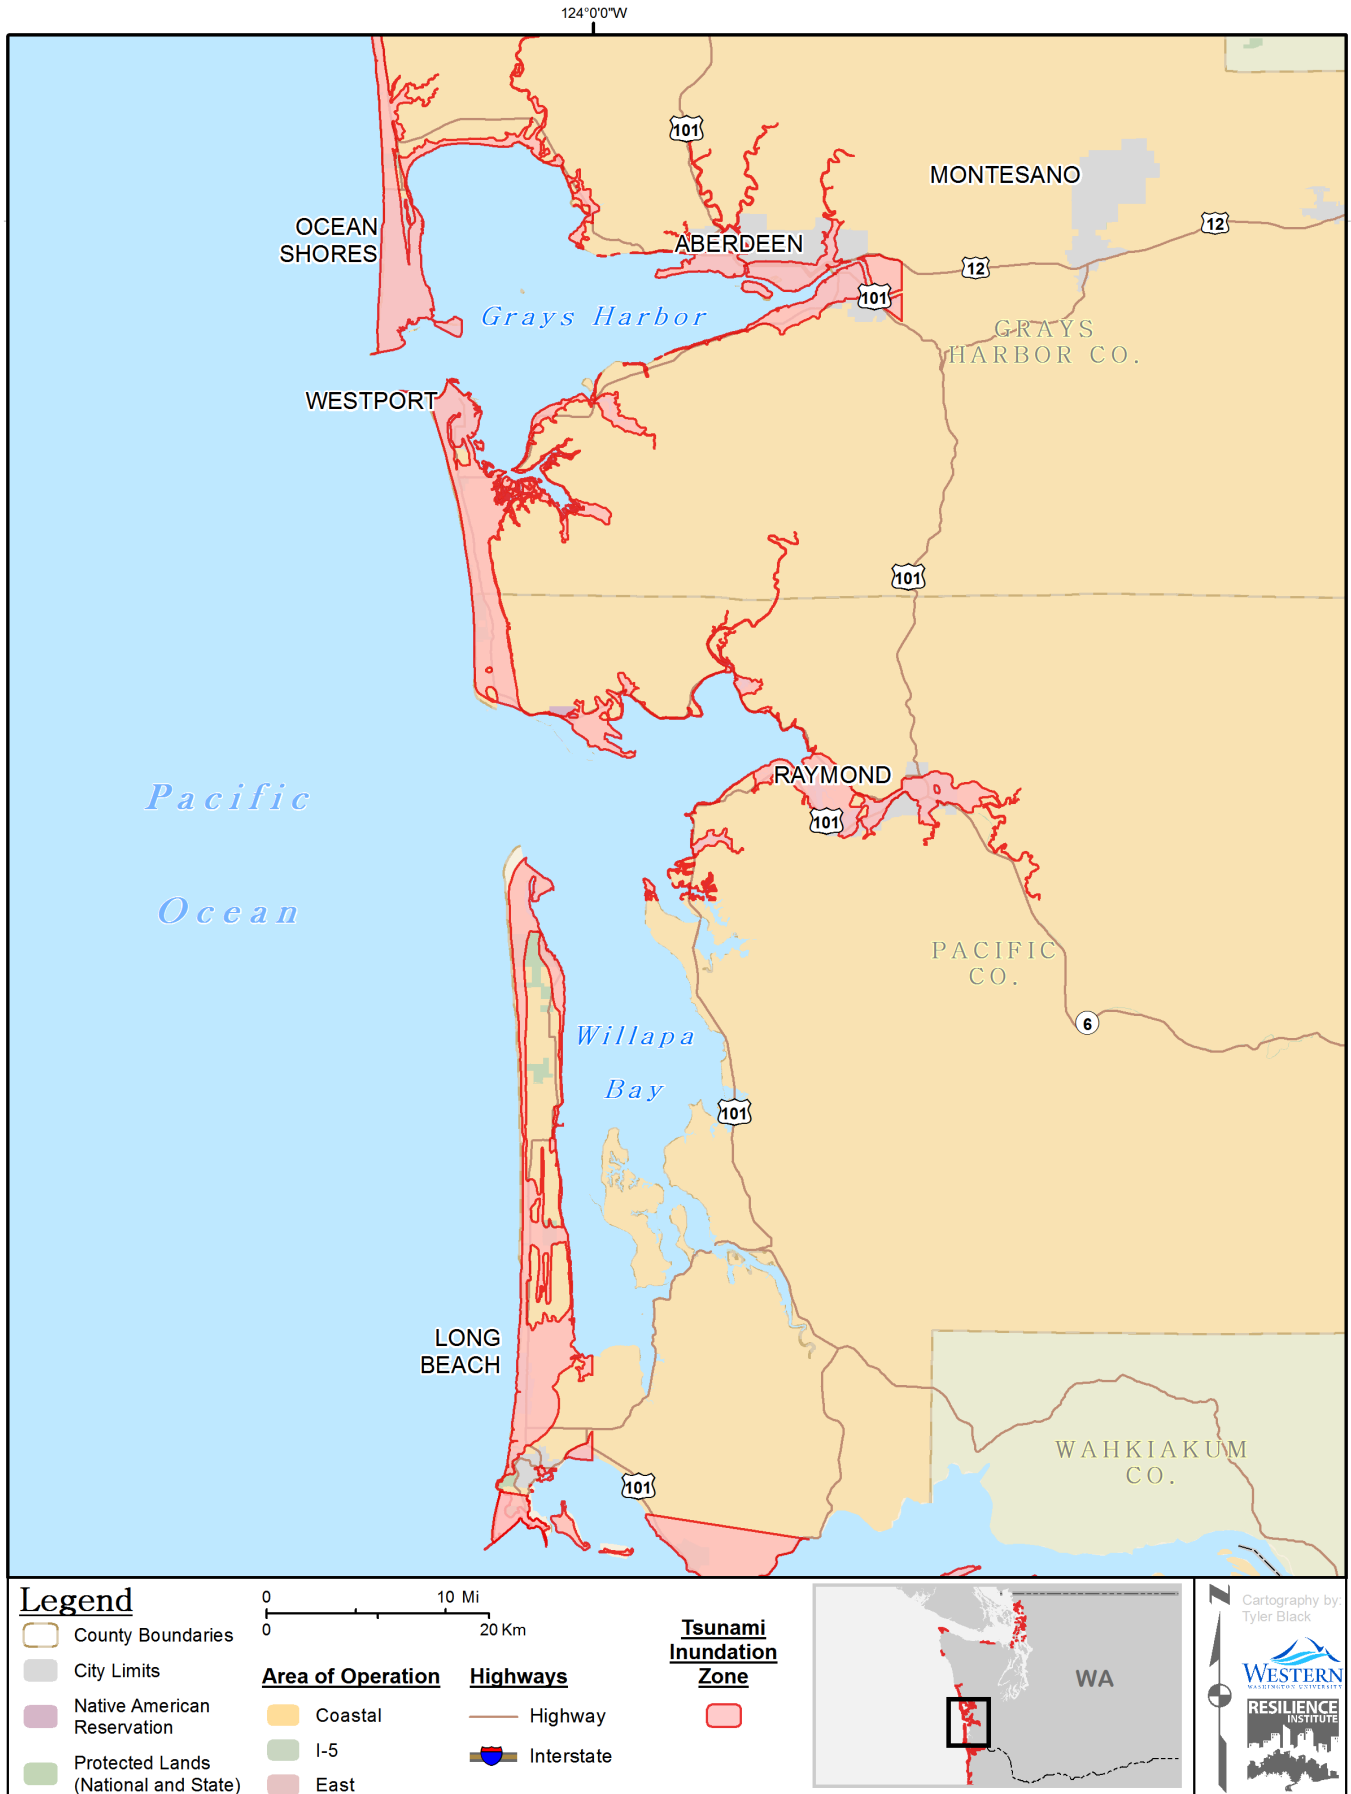 124°0'0"W
101
MONTESANO
OCEAN
SHORES
12
ABERDEEN
12
101
Grays Harbor
GRAYS
HARBOR CO.
WESTPORT
101
RAYMOND
Pacific
101
Ocean
PACIFIC
CO.
6
Willapa
Bay
101
LONG
BEACH
WAHKIAKUM
CO.
101
Legend
County Boundaries
City Limits
Native American
Reservation
Protected Lands
(National and State)
0 10 Mi
0 20 Km
Area of Operation
Coastal
I-5
East
Highways
Highway
Interstate
Tsunami
Inundation
Zone
WA
N
Cartography by:
Tyler Black
WESTERN
WASHINGTON UNIVERSITY
RESILIENCE
INSTITUTE